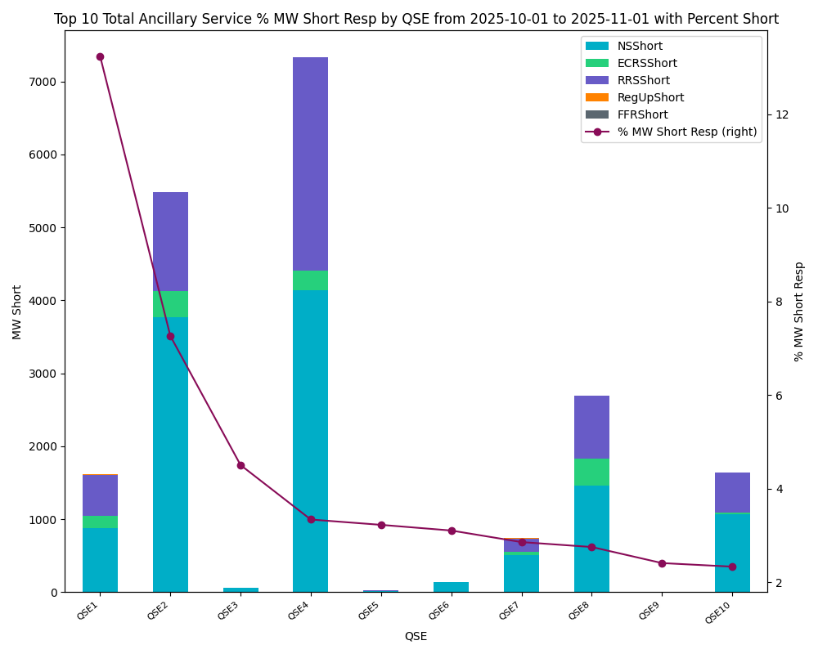 Top 10 Total Ancillary Service % MW Short Resp by QSE from 2025-10-01 to 2025-11-01 with Percent Short
NSShort
ECRSShort
RRSShort
RegUpShort
FFRShort
% MW Short Resp (right)
MW Short
7000
6000
5000
4000
3000
2000
1000
0
12
10
8
6
4
2
% MW Short Resp
QSE1
QSE2
QSE3
QSE4
QSE5
QSE6
QSE7
QSE8
QSE9
QSE10
QSE